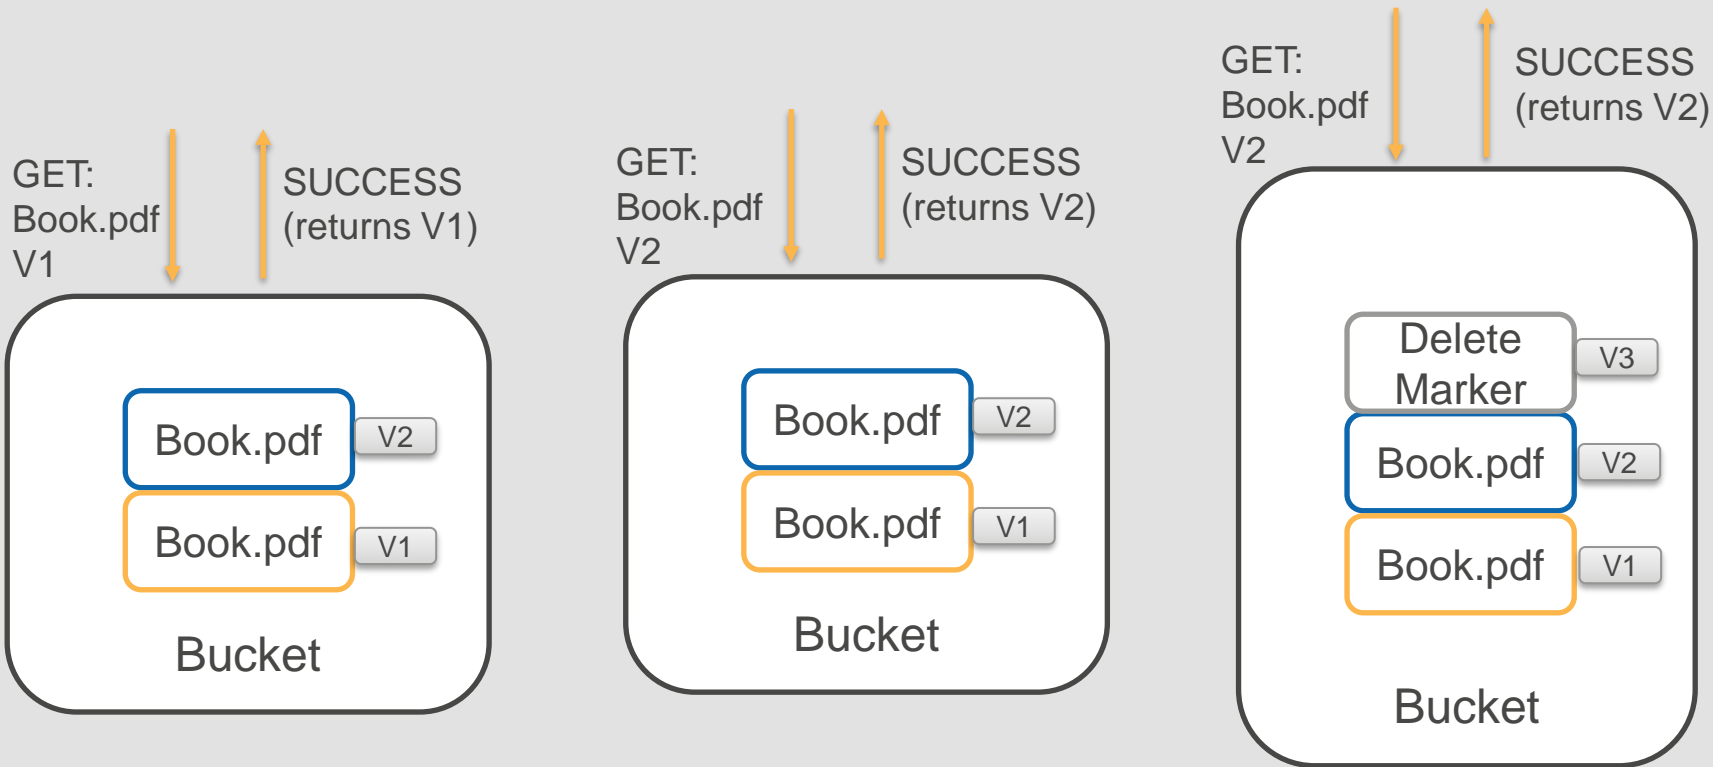 GET:
Book.pdf
V1
SUCCESS
(returns V1)
Book.pdf
V2
Book.pdf
V1
Bucket
GET:
Book.pdf
V2
SUCCESS
(returns V2)
Book.pdf
V2
Book.pdf
V1
Bucket
GET:
Book.pdf
V2
SUCCESS
(returns V2)
Delete
Marker
V3
Book.pdf
V2
Book.pdf
V1
Bucket